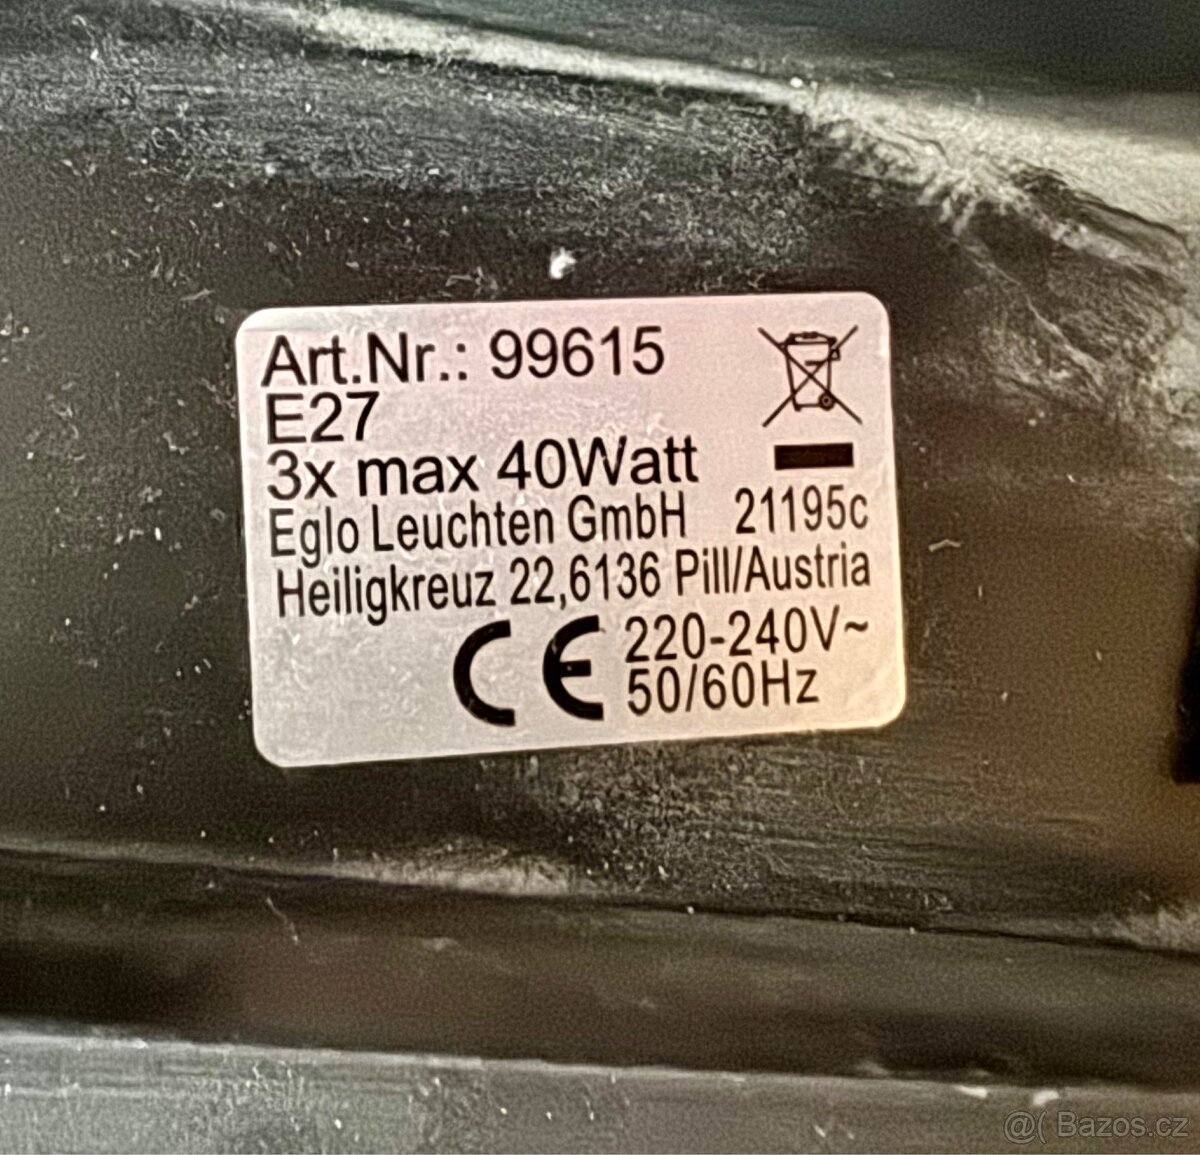 Art.Nr.: 99615
E27
3x max 40Watt
Eglo Leuchten GmbH 21195c
Heiligkreuz 22,6136 Pill/Austria
CE 220-240V~
50/60Hz
@( Bazos.cz